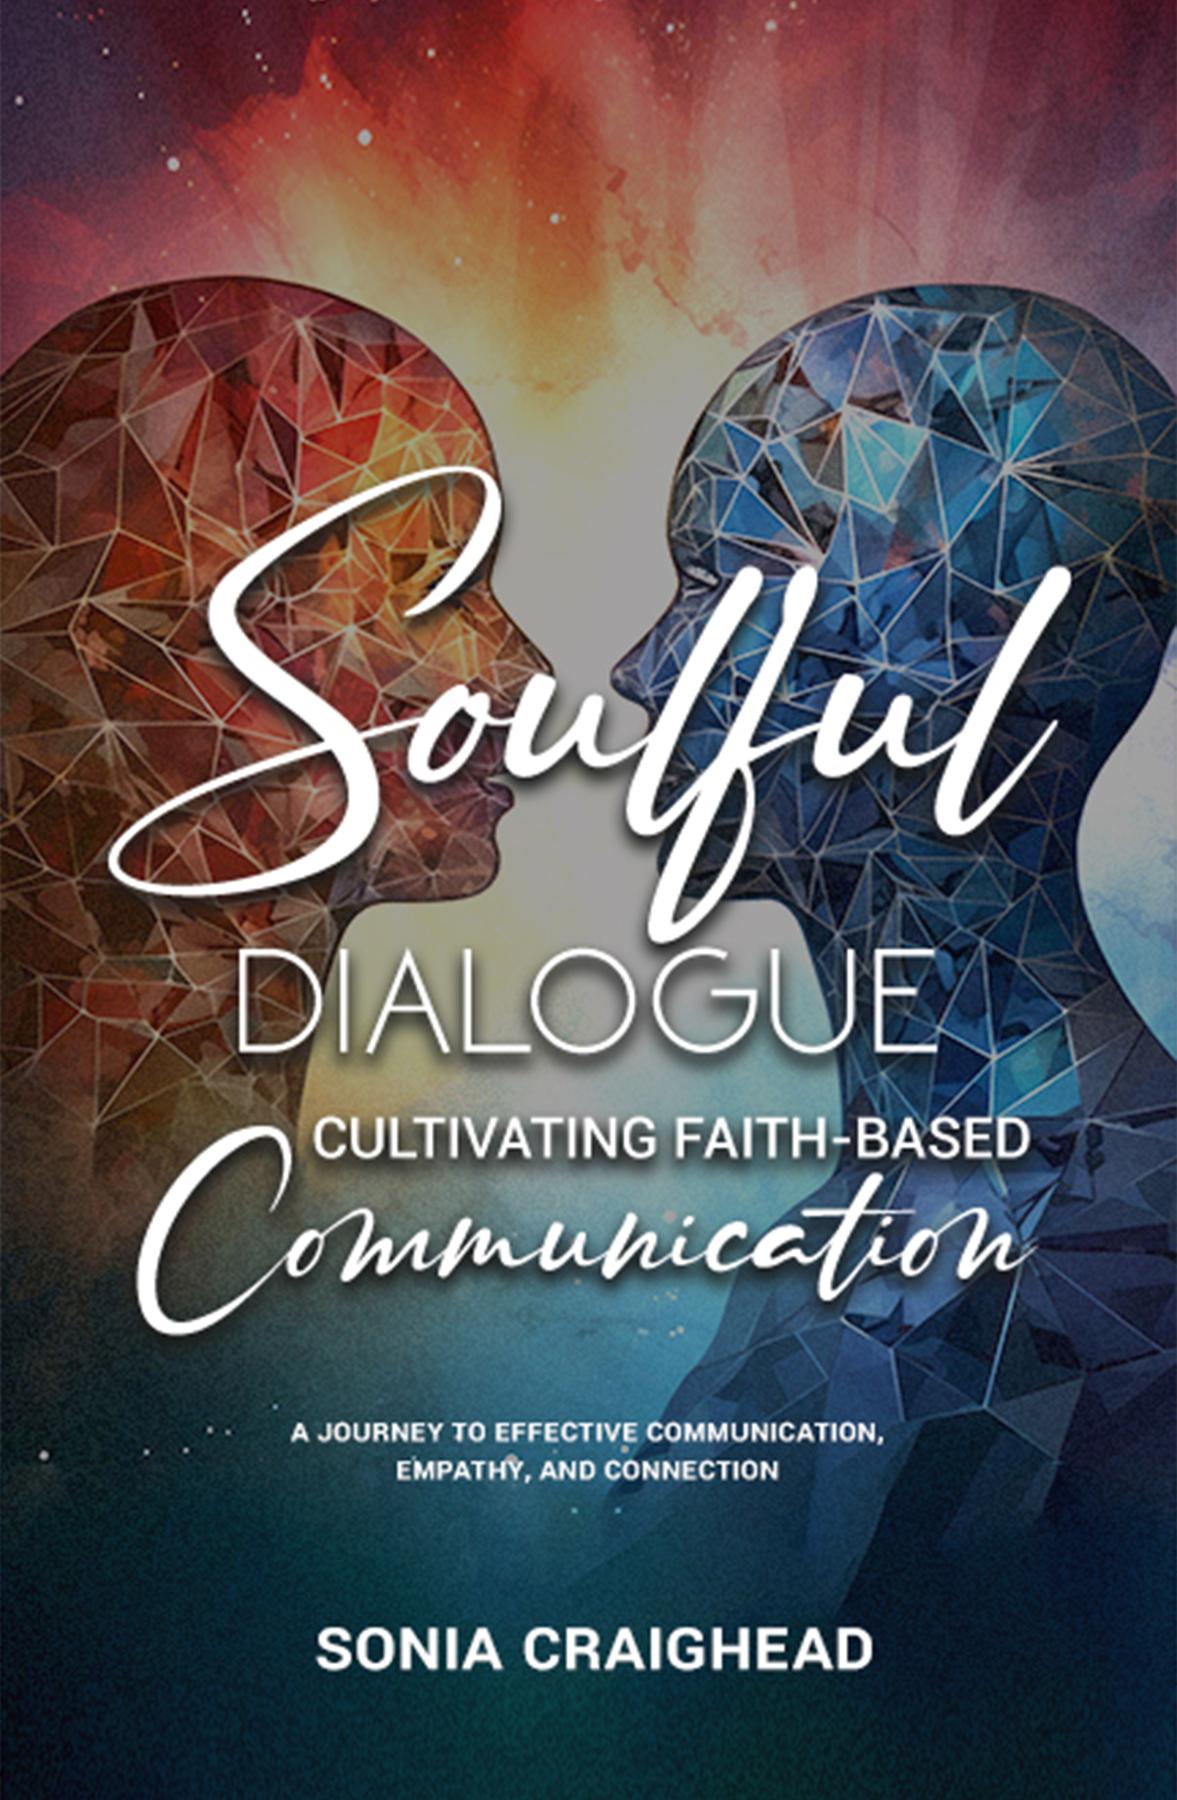 Soulful
DIALOGUE
CULTIVATING FAITH-BASED
Communication
A JOURNEY TO EFFECTIVE COMMUNICATION,
EMPATHY, AND CONNECTION
SONIA CRAIGHEAD